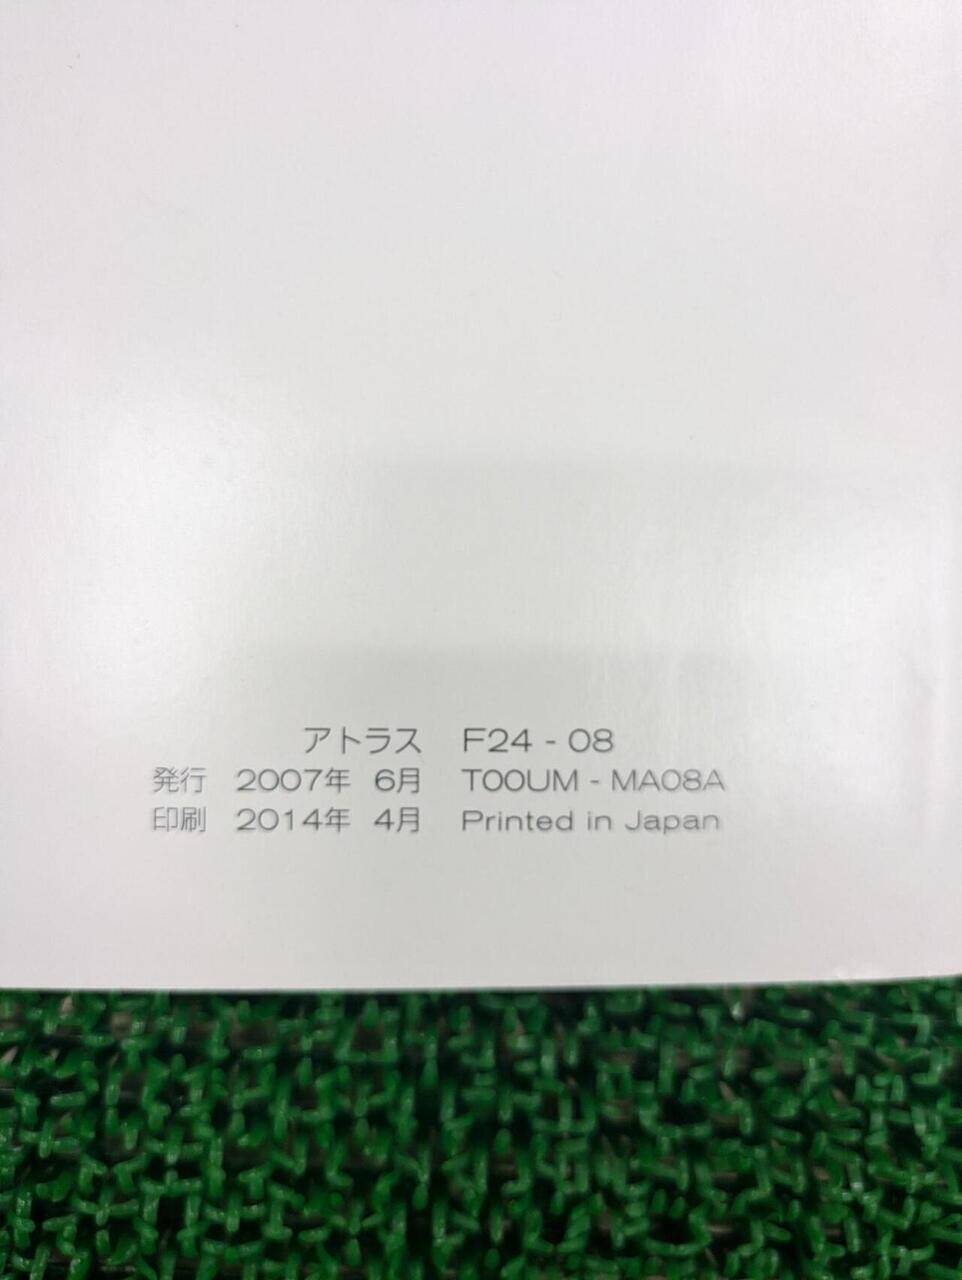 アトラス F24 - 08
発行 2007年 6月 T00UM - MA08A
印刷 2014年 4月 Printed in Japan